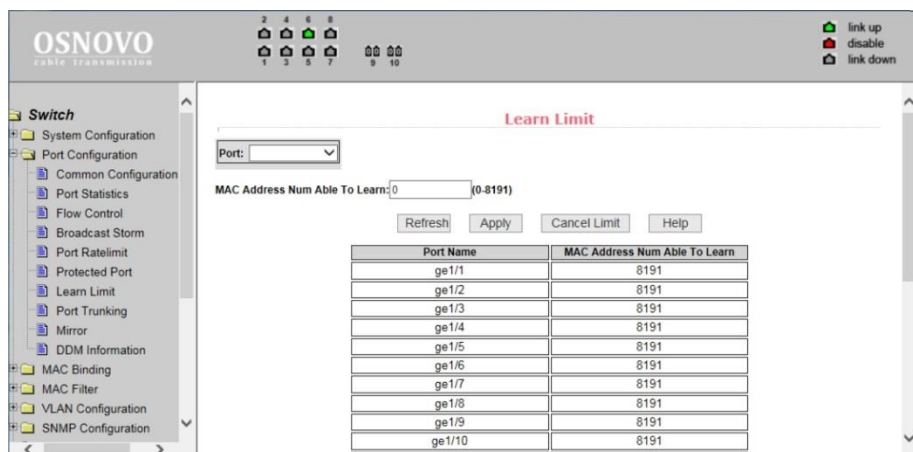 OSNOVO
cable transmission
2 4 6 8
1 3 5 7 9 10
link up
disable
link down
Switch
System Configuration
Port Configuration
Common Configuration
Port Statistics
Flow Control
Broadcast Storm
Port Ratelimit
Protected Port
Learn Limit
Port Trunking
Mirror
DDM Information
MAC Binding
MAC Filter
VLAN Configuration
SNMP Configuration
Learn Limit
Port:
MAC Address Num Able To Learn: 0 (0-8191)
Refresh Apply Cancel Limit Help
Port Name MAC Address Num Able To Learn
ge1/1 8191
ge1/2 8191
ge1/3 8191
ge1/4 8191
ge1/5 8191
ge1/6 8191
ge1/7 8191
ge1/8 8191
ge1/9 8191
ge1/10 8191